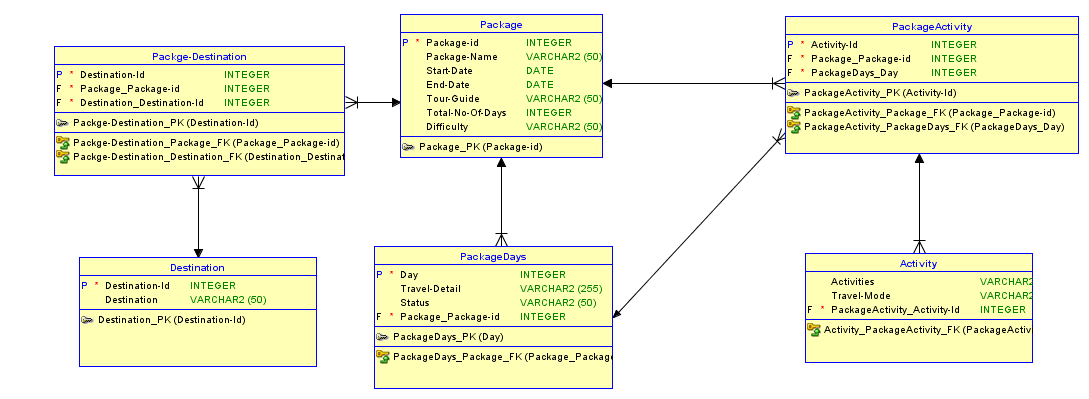 Packge-Destination
P * Destination-Id INTEGER
F * Package_Package-id INTEGER
F * Destination_Destination-Id INTEGER
Packge-Destination_PK (Destination-Id)
Packge-Destination_Package_FK (Package_Package-id)
Packge-Destination_Destination_FK (Destination_Destinat
Package
P * Package-id INTEGER
Package-Name VARCHAR2 (50)
Start-Date DATE
End-Date DATE
Tour-Guide VARCHAR2 (50)
Total-No.Of-Days INTEGER
Difficulty VARCHAR2 (50)
Package_PK (Package-id)
PackageActivity
P * Activity-Id INTEGER
F * Package_Package-id INTEGER
F * PackageDays_Day INTEGER
PackageActivity_PK (Activity-Id)
PackageActivity_Package_FK (Package_Package-id)
PackageActivity_PackageDays_FK (PackageDays_Day)
Destination
P * Destination-Id INTEGER
Destination VARCHAR2 (50)
Destination_PK (Destination-Id)
PackageDays
P * Day INTEGER
Travel-Detail VARCHAR2 (255)
Status VARCHAR2 (50)
F * Package_Package-id INTEGER
PackageDays_PK (Day)
PackageDays_Package_FK (Package_Package
Activity
Activities VARCHAR2
Travel-Mode VARCHAR2
F * PackageActivity_Activity-Id INTEGER
Activity_PackageActivity_FK (PackageActiv